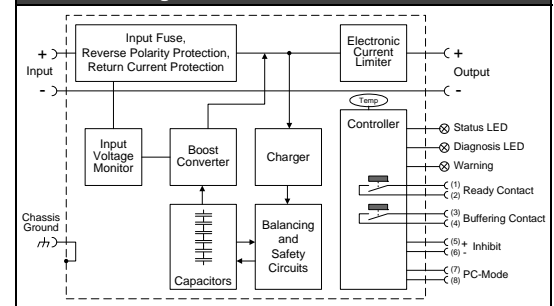 Input Fuse,
Reverse Polarity Protection,
Return Current Protection
Electronic
Current
Limiter
+
Input
-
+
Output
-
Temp
Controller
Input
Voltage
Monitor
Boost
Converter
Charger
Status LED
Diagnosis LED
Warning
(1)
(2)
Ready Contact
(3)
(4)
Buffering Contact
(5) +
(6) -
Inhibit
(7)
(8)
PC-Mode
Chassis
Ground
Capacitors
Balancing
and
Safety
Circuits